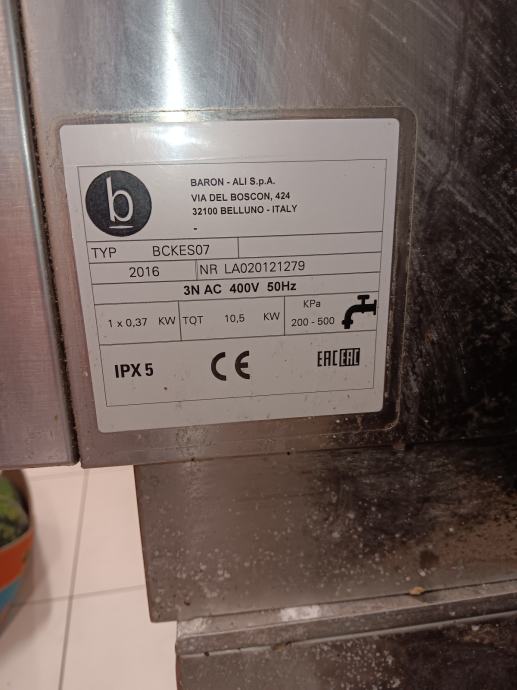 b
BARON - ALI S.p.A.
VIA DEL BOSCON, 424
32100 BELLUNO - ITALY
-
TYP BCKES07
2016 NR LA020121279
3N AC 400V 50Hz
1 x 0,37 KW TQT 10,5 KW KPa 200 - 500
IPX 5 CE EAC EAC